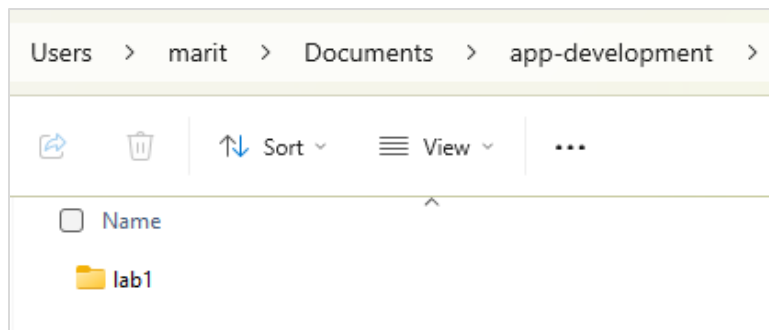 Users > marit > Documents > app-development >
Sort View ...
Name
lab1